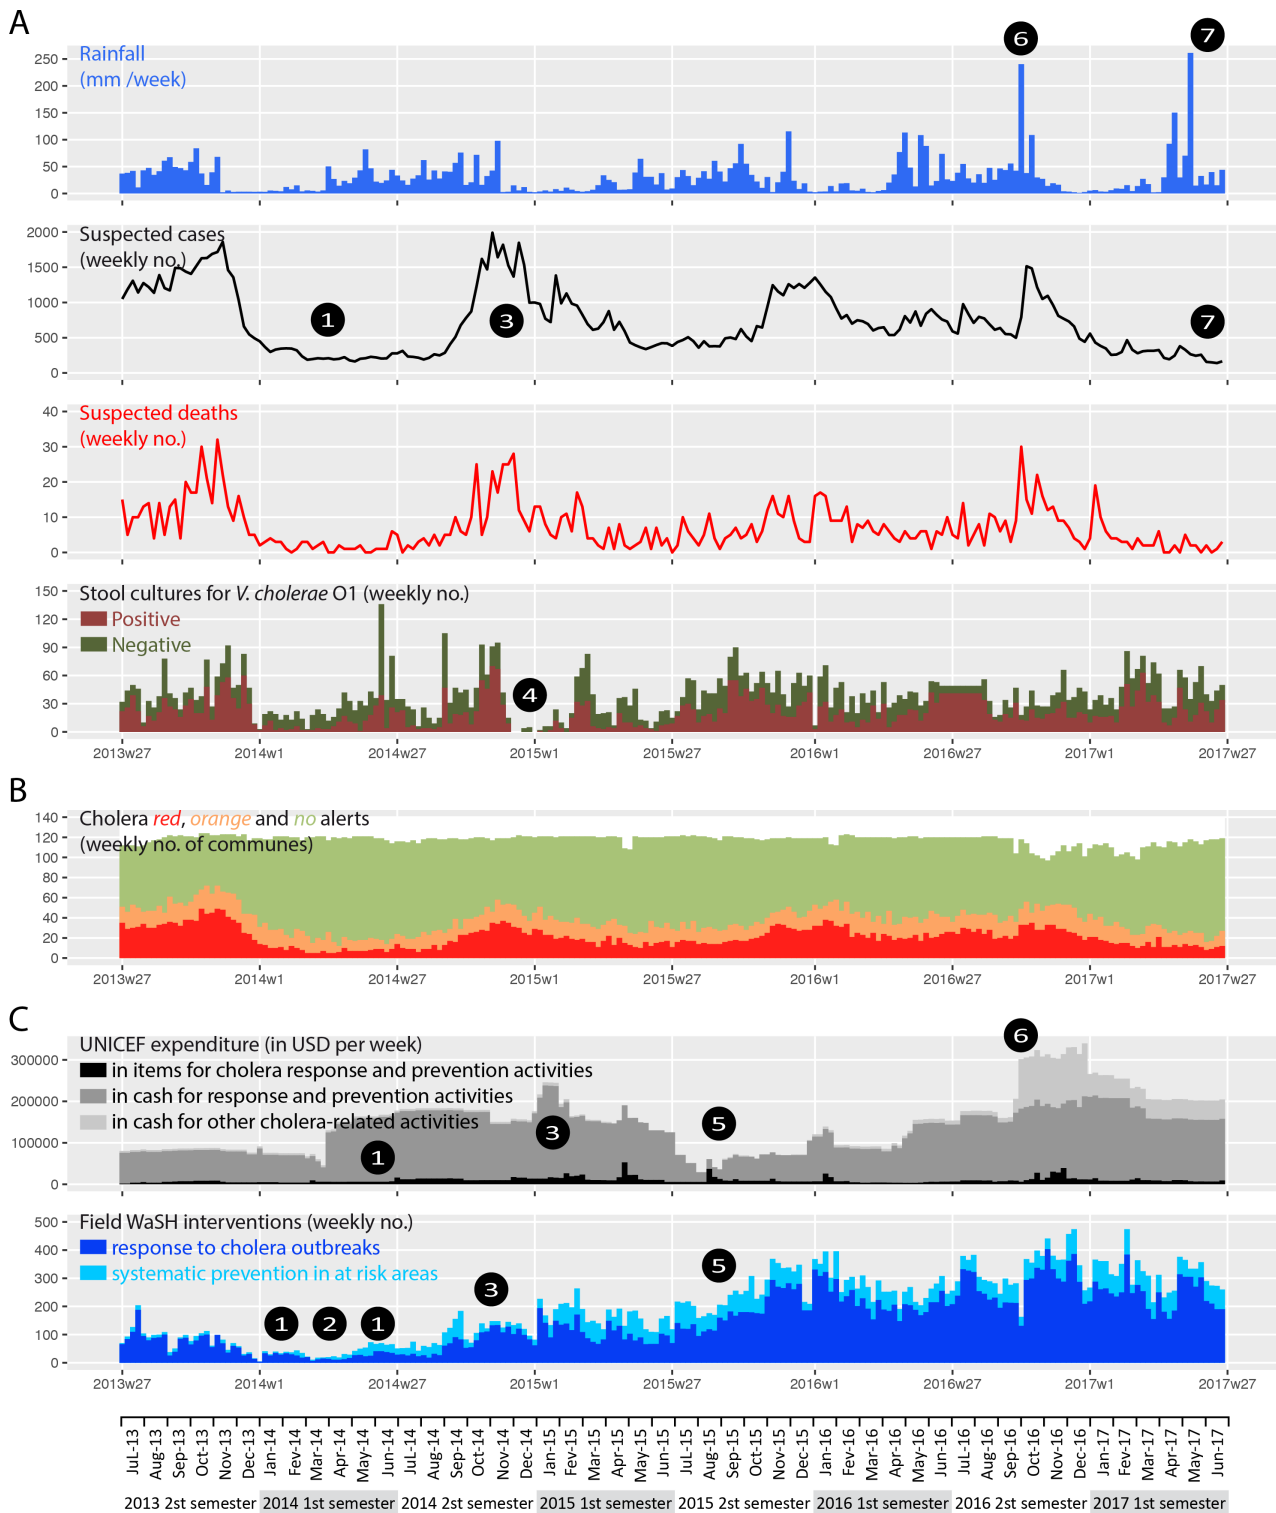 A
6
7
Rainfall
(mm /week)
250
200
150
100
50
0
Suspected cases
(weekly no.)
2000
1500
1000
500
0
1
3
7
Suspected deaths
(weekly no.)
40
30
20
10
0
Stool cultures for V. cholerae O1 (weekly no.)
Positive
Negative
150
120
90
60
30
0
4
2013w27 2014w1 2014w27 2015w1 2015w27 2016w1 2016w27 2017w1 2017w27
B
Cholera red, orange and no alerts
(weekly no. of communes)
140
120
100
80
60
40
20
0
2013w27 2014w1 2014w27 2015w1 2015w27 2016w1 2016w27 2017w1 2017w27
C
6
UNICEF expenditure (in USD per week)
in items for cholera response and prevention activities
in cash for response and prevention activities
in cash for other cholera-related activities
300000
200000
100000
0
1
3
5
Field WaSH interventions (weekly no.)
response to cholera outbreaks
systematic prevention in at risk areas
500
400
300
200
100
0
1
2
1
3
5
2013w27 2014w1 2014w27 2015w1 2015w27 2016w1 2016w27 2017w1 2017w27
Jul-13 Aug-13 Sep-13 Oct-13 Nov-13 Dec-13 Jan-14 Fev-14 Mar-14 Apr-14 May-14 Jun-14 Jul-14 Aug-14 Sep-14 Oct-14 Nov-14 Dec-14 Jan-15 Fev-15 Mar-15 Apr-15 May-15 Jun-15 Jul-15 Aug-15 Sep-15 Oct-15 Nov-15 Dec-15 Jan-16 Fev-16 Mar-16 Apr-16 May-16 Jun-16 Jul-16 Aug-16 Sep-16 Oct-16 Nov-16 Dec-16 Jan-17 Fev-17 Mar-17 Apr-17 May-17 Jun-17
2013 2st semester 2014 1st semester 2014 2st semester 2015 1st semester 2015 2st semester 2016 1st semester 2016 2st semester 2017 1st semester